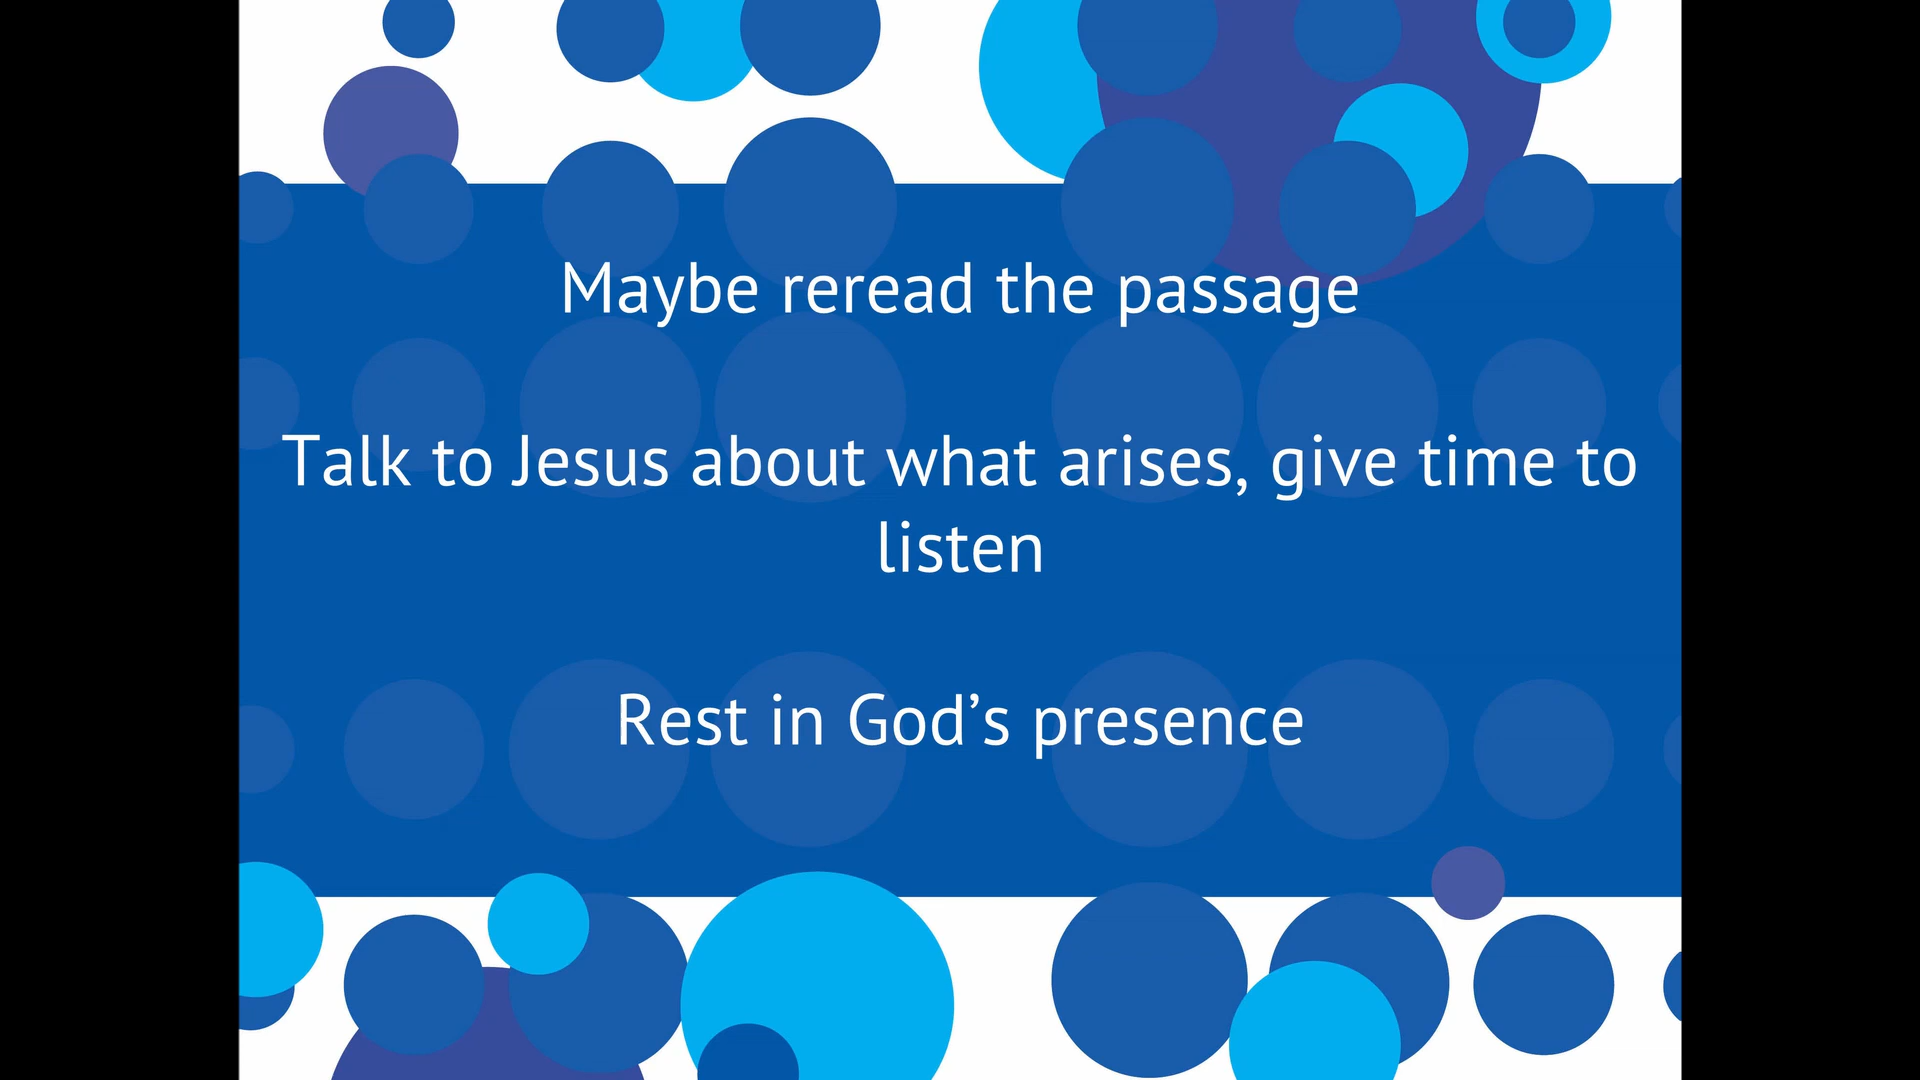 Maybe reread the passage
Talk to Jesus about what arises, give time to
listen
Rest in God’s presence